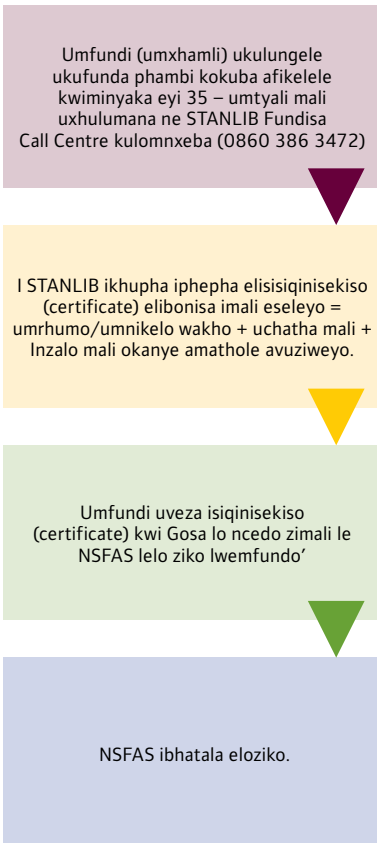 Umfundi (umxhamli) ukulungele
ukufunda phambi kokuba afikelele
kwiminyaka eyi 35 – umtyali mali
uxhulumana ne STANLIB Fundisa
Call Centre kulomnxeba (0860 386 3472)
I STANLIB ikhupha iphepha elisisiqinisekiso
(certificate) elibonisa imali eseleyo =
umrhumo/umnikelo wakho + uchatha mali +
Inzalo mali okanye amathole avuziweyo.
Umfundi uveza isiqinisekiso
(certificate) kwi Gosa lo ncedo zimali le
NSFAS lelo ziko lwemfundo’
NSFAS ibhatala eloziko.